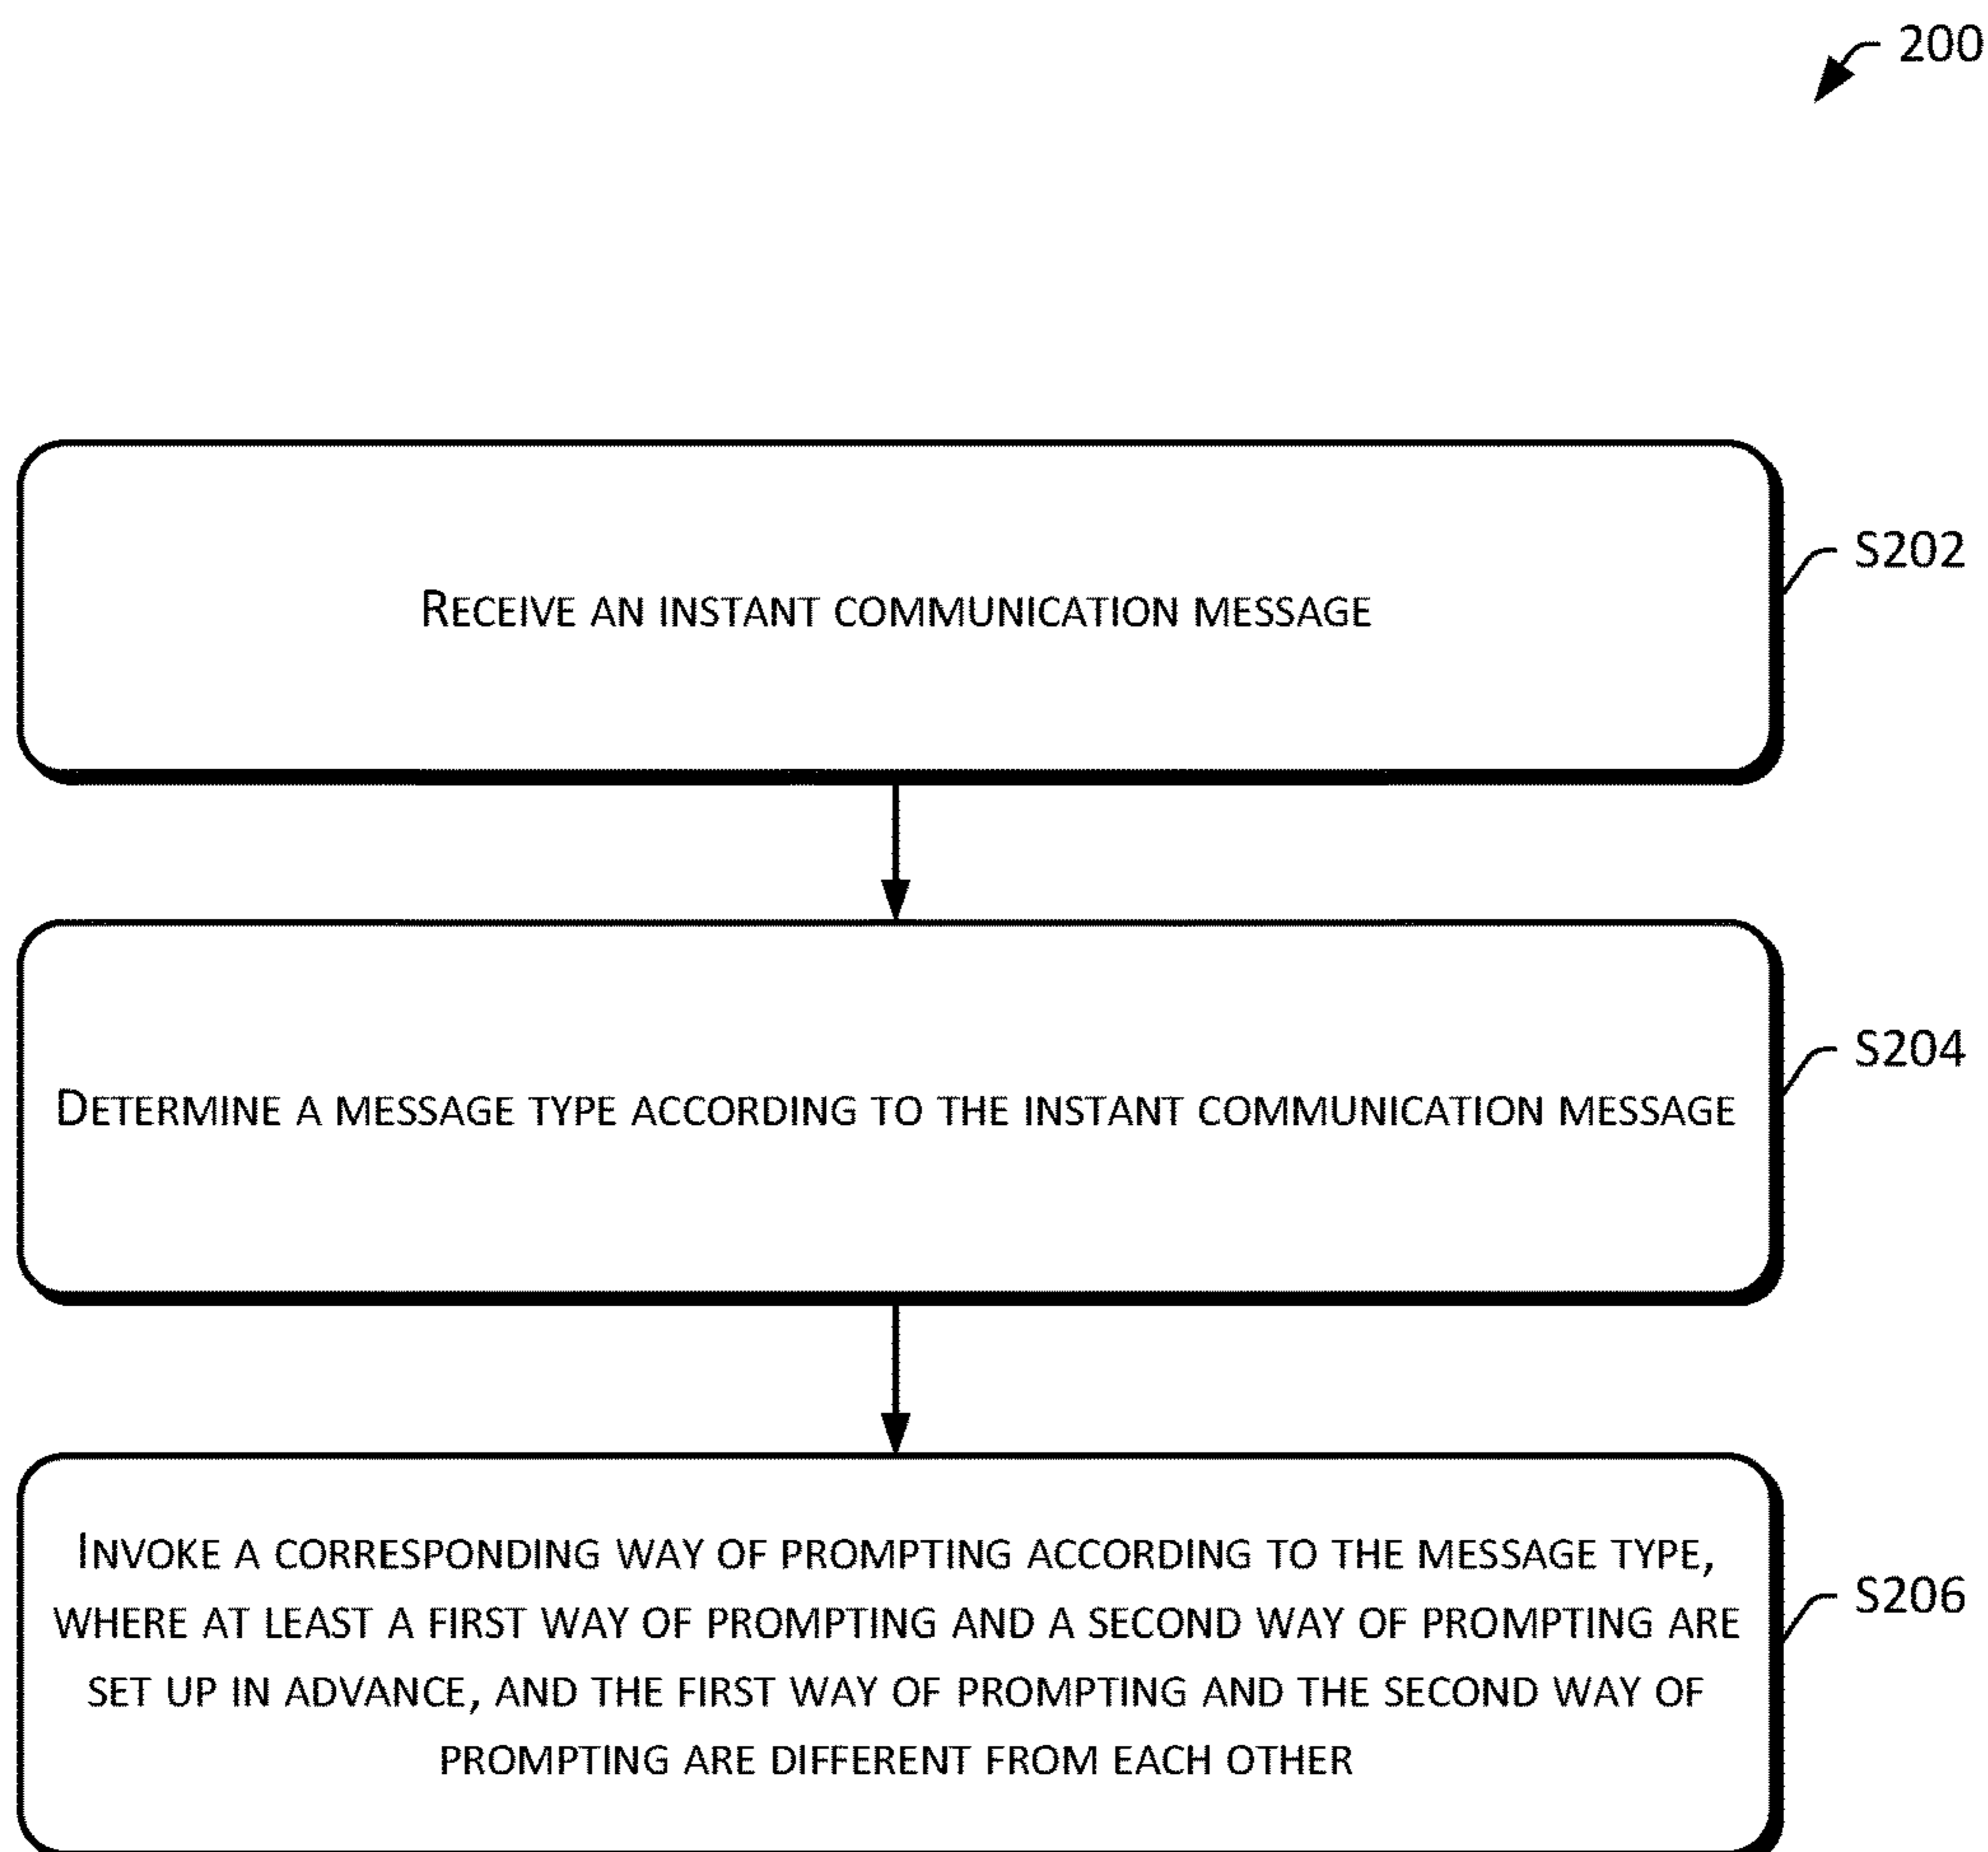 200
RECEIVE AN INSTANT COMMUNICATION MESSAGE
S202
DETERMINE A MESSAGE TYPE ACCORDING TO THE INSTANT COMMUNICATION MESSAGE
S204
INVOKE A CORRESPONDING WAY OF PROMPTING ACCORDING TO THE MESSAGE TYPE,
WHERE AT LEAST A FIRST WAY OF PROMPTING AND A SECOND WAY OF PROMPTING ARE
SET UP IN ADVANCE, AND THE FIRST WAY OF PROMPTING AND THE SECOND WAY OF
PROMPTING ARE DIFFERENT FROM EACH OTHER
S206